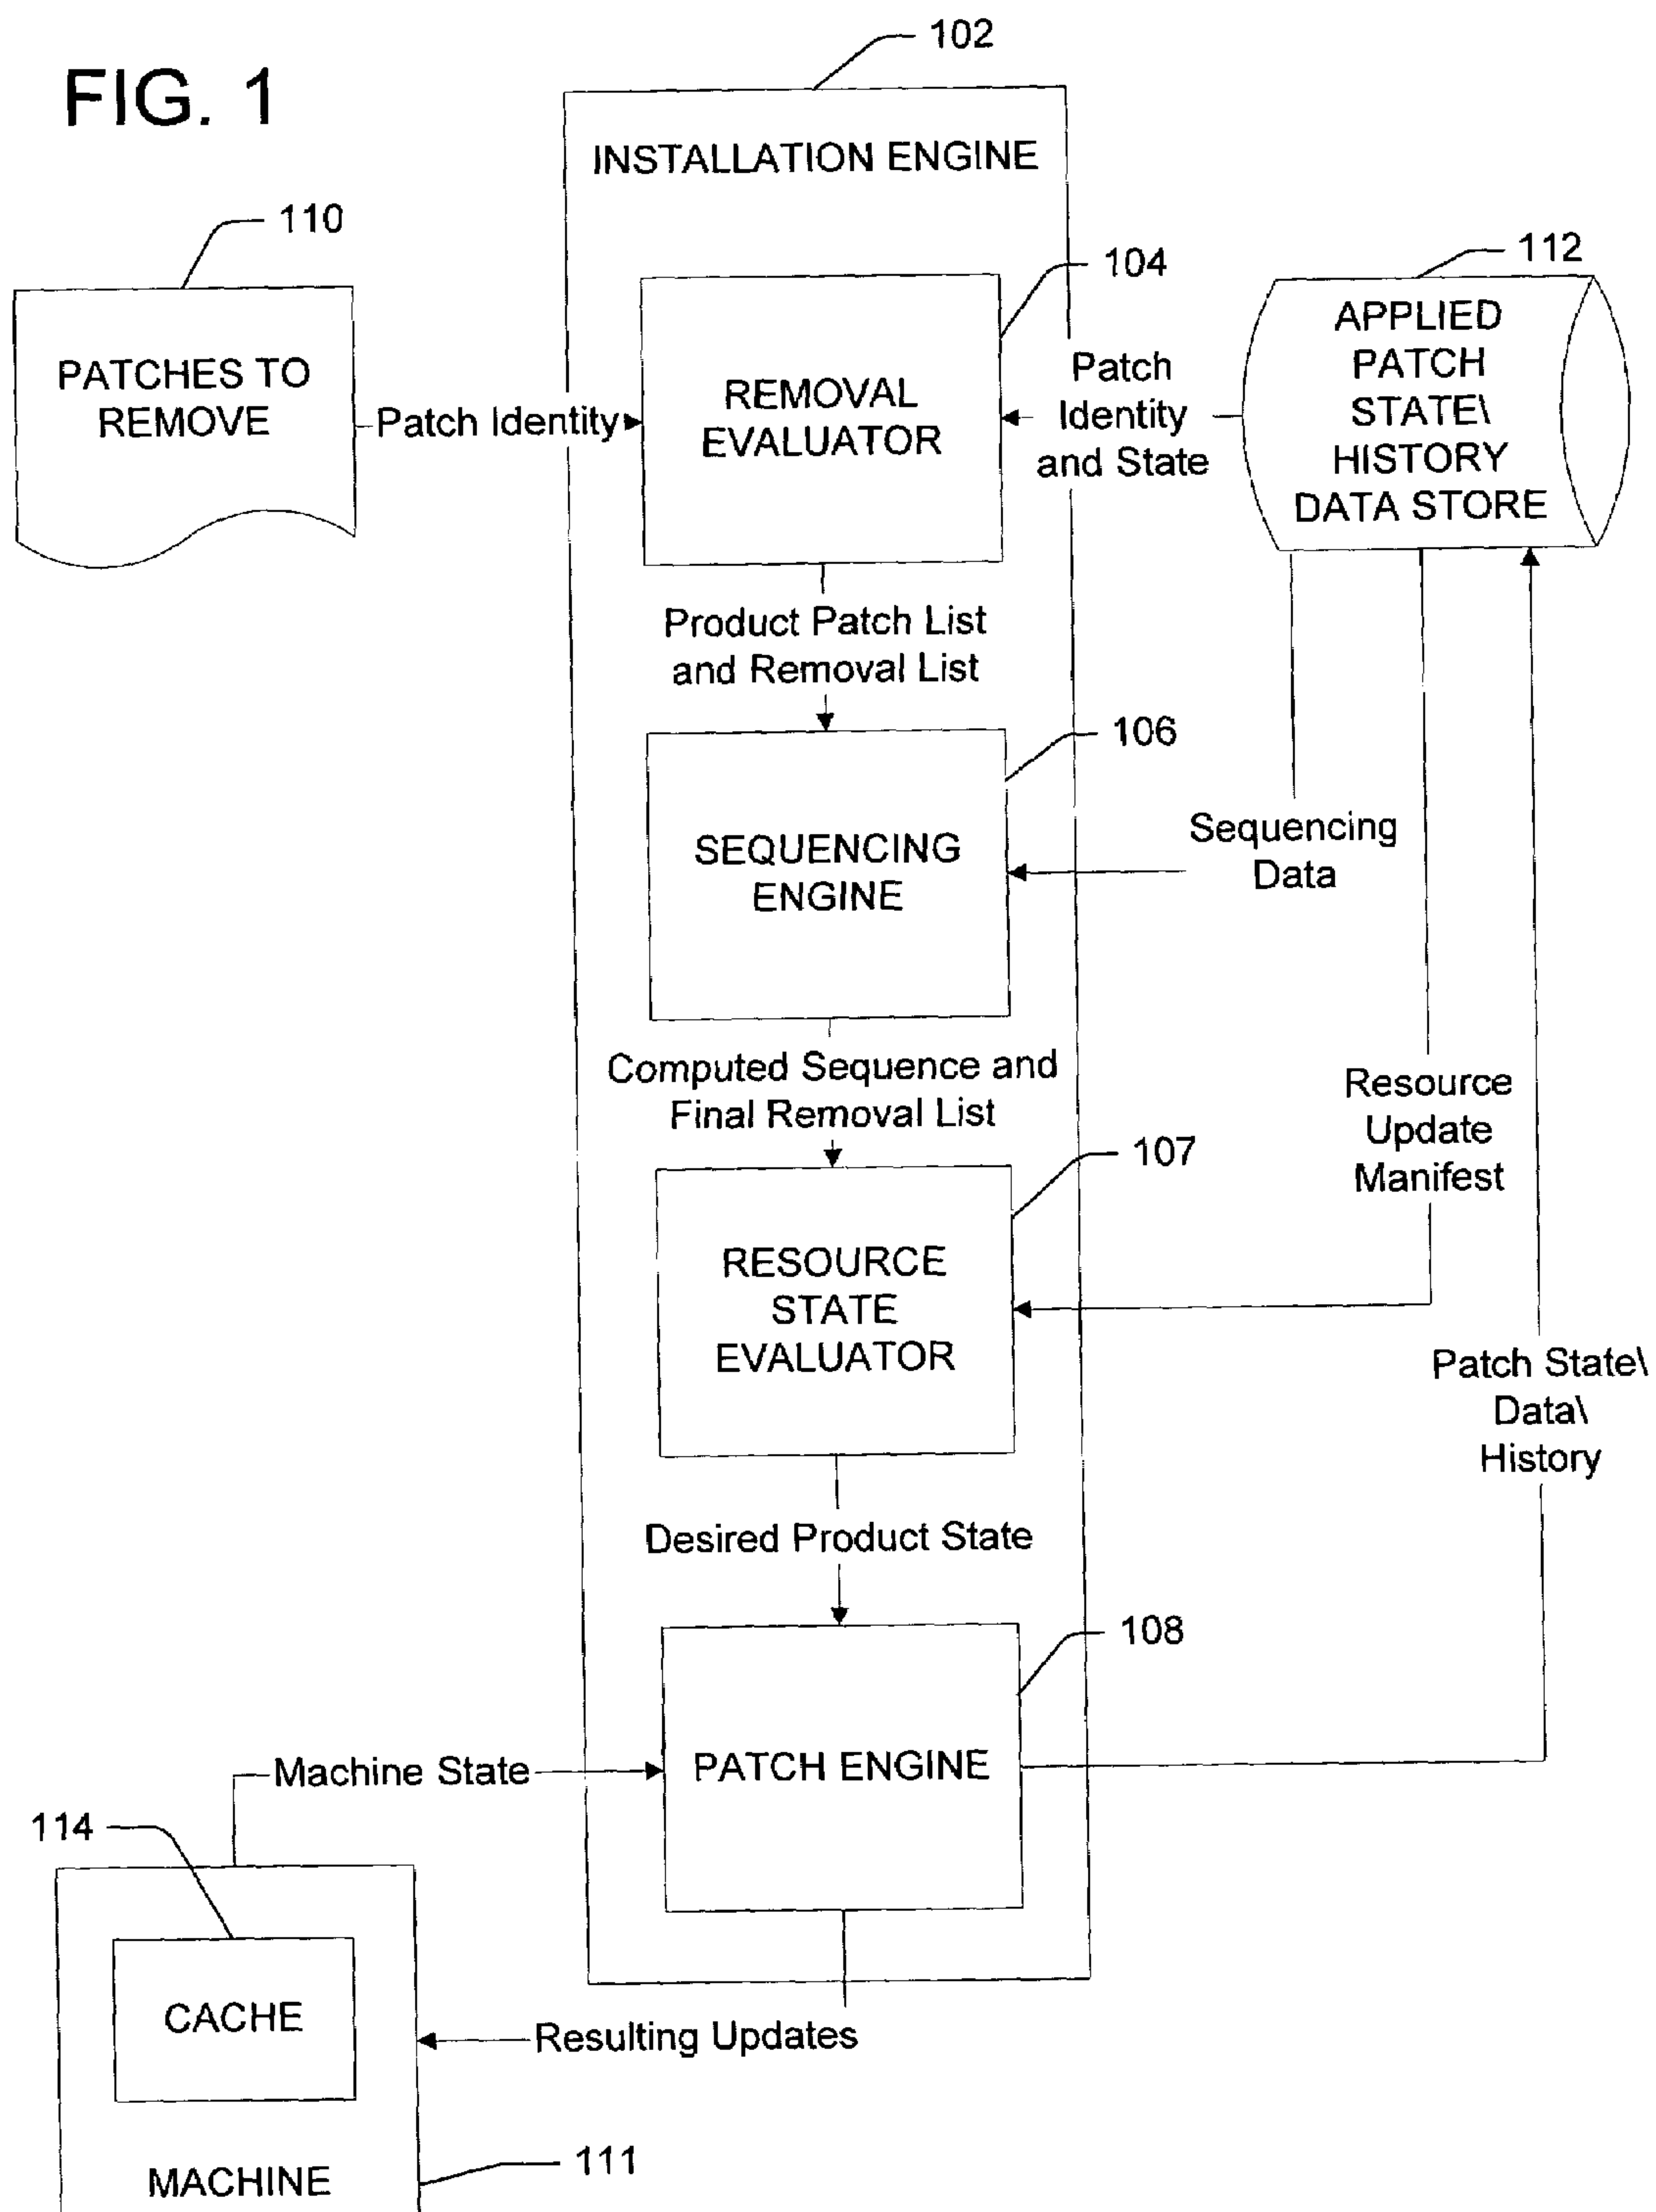 FIG. 1
102
INSTALLATION ENGINE
110
PATCHES TO
REMOVE
Patch Identity
104
REMOVAL
EVALUATOR
Patch
Identity
and State
112
APPLIED
PATCH
STATE\
HISTORY
DATA STORE
Product Patch List
and Removal List
106
SEQUENCING
ENGINE
Sequencing
Data
Computed Sequence and
Final Removal List
Resource
Update
Manifest
107
RESOURCE
STATE
EVALUATOR
Patch State\
Data\
History
Desired Product State
108
PATCH ENGINE
Machine State
114
CACHE
Resulting Updates
MACHINE
111